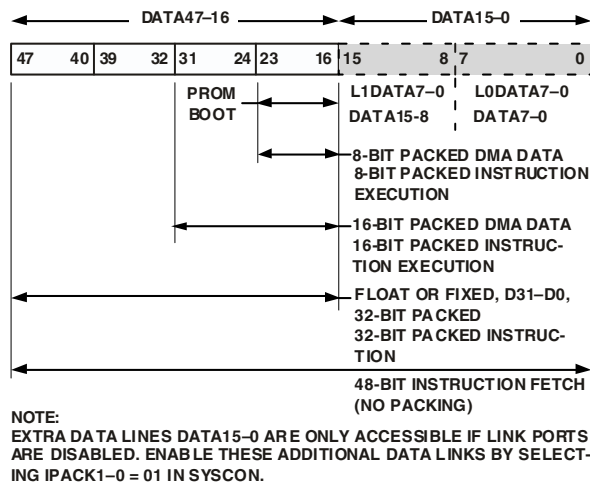 DATA47–16 DATA15–0
47 40 39 32 31 24 23 16 15 8 7 0
PROM BOOT
L1DATA7–0 L0DATA7–0
DATA15-8 DATA7–0
8-BIT PACKED DMA DATA
8-BIT PACKED INSTRUCTION
EXECUTION
16-BIT PACKED DMA DATA
16-BIT PACKED INSTRUC-
TION EXECUTION
FLOAT OR FIXED, D31–D0,
32-BIT PACKED
32-BIT PACKED INSTRUC-
TION
48-BIT INSTRUCTION FETCH
(NO PACKING)
NOTE:
EXTRA DATA LINES DATA15–0 ARE ONLY ACCESSIBLE IF LINK PORTS
ARE DISABLED. ENABLE THESE ADDITIONAL DATA LINKS BY SELECT-
ING IPACK1–0 = 01 IN SYSCON.